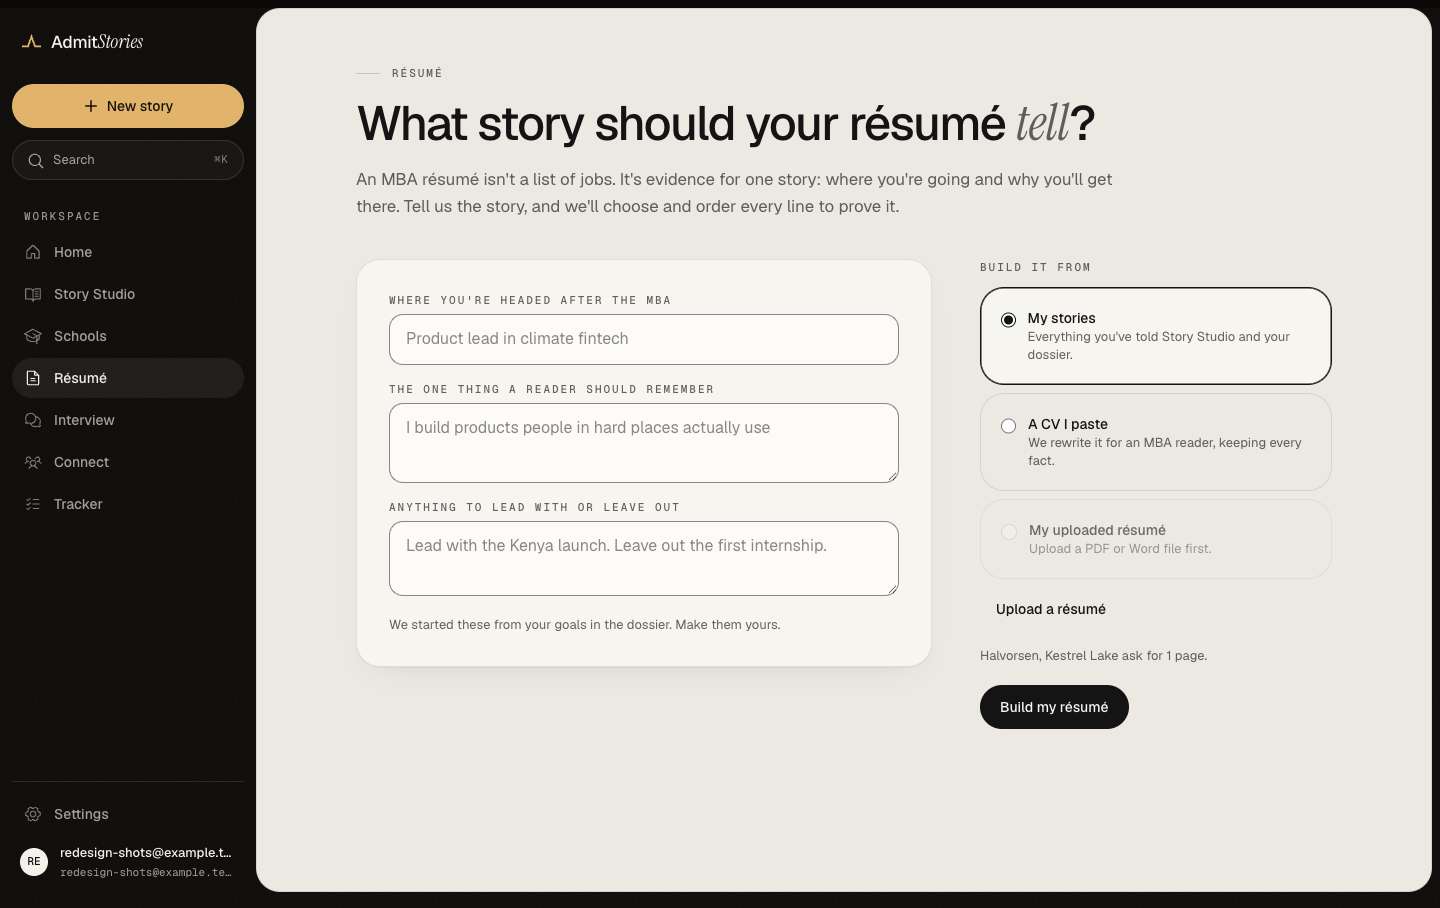 AdmitStories
New story
Search ⌘K
WORKSPACE
Home
Story Studio
Schools
Résumé
Interview
Connect
Tracker
Settings
RE
redesign-shots@example.t…
redesign-shots@example.te…
RÉSUMÉ
What story should your résumé tell?
An MBA résumé isn't a list of jobs. It's evidence for one story: where you're going and why you'll get
there. Tell us the story, and we'll choose and order every line to prove it.
WHERE YOU'RE HEADED AFTER THE MBA
Product lead in climate fintech
THE ONE THING A READER SHOULD REMEMBER
I build products people in hard places actually use
ANYTHING TO LEAD WITH OR LEAVE OUT
Lead with the Kenya launch. Leave out the first internship.
We started these from your goals in the dossier. Make them yours.
BUILD IT FROM
My stories
Everything you've told Story Studio and your
dossier.
A CV I paste
We rewrite it for an MBA reader, keeping every
fact.
My uploaded résumé
Upload a PDF or Word file first.
Upload a résumé
Halvorsen, Kestrel Lake ask for 1 page.
Build my résumé